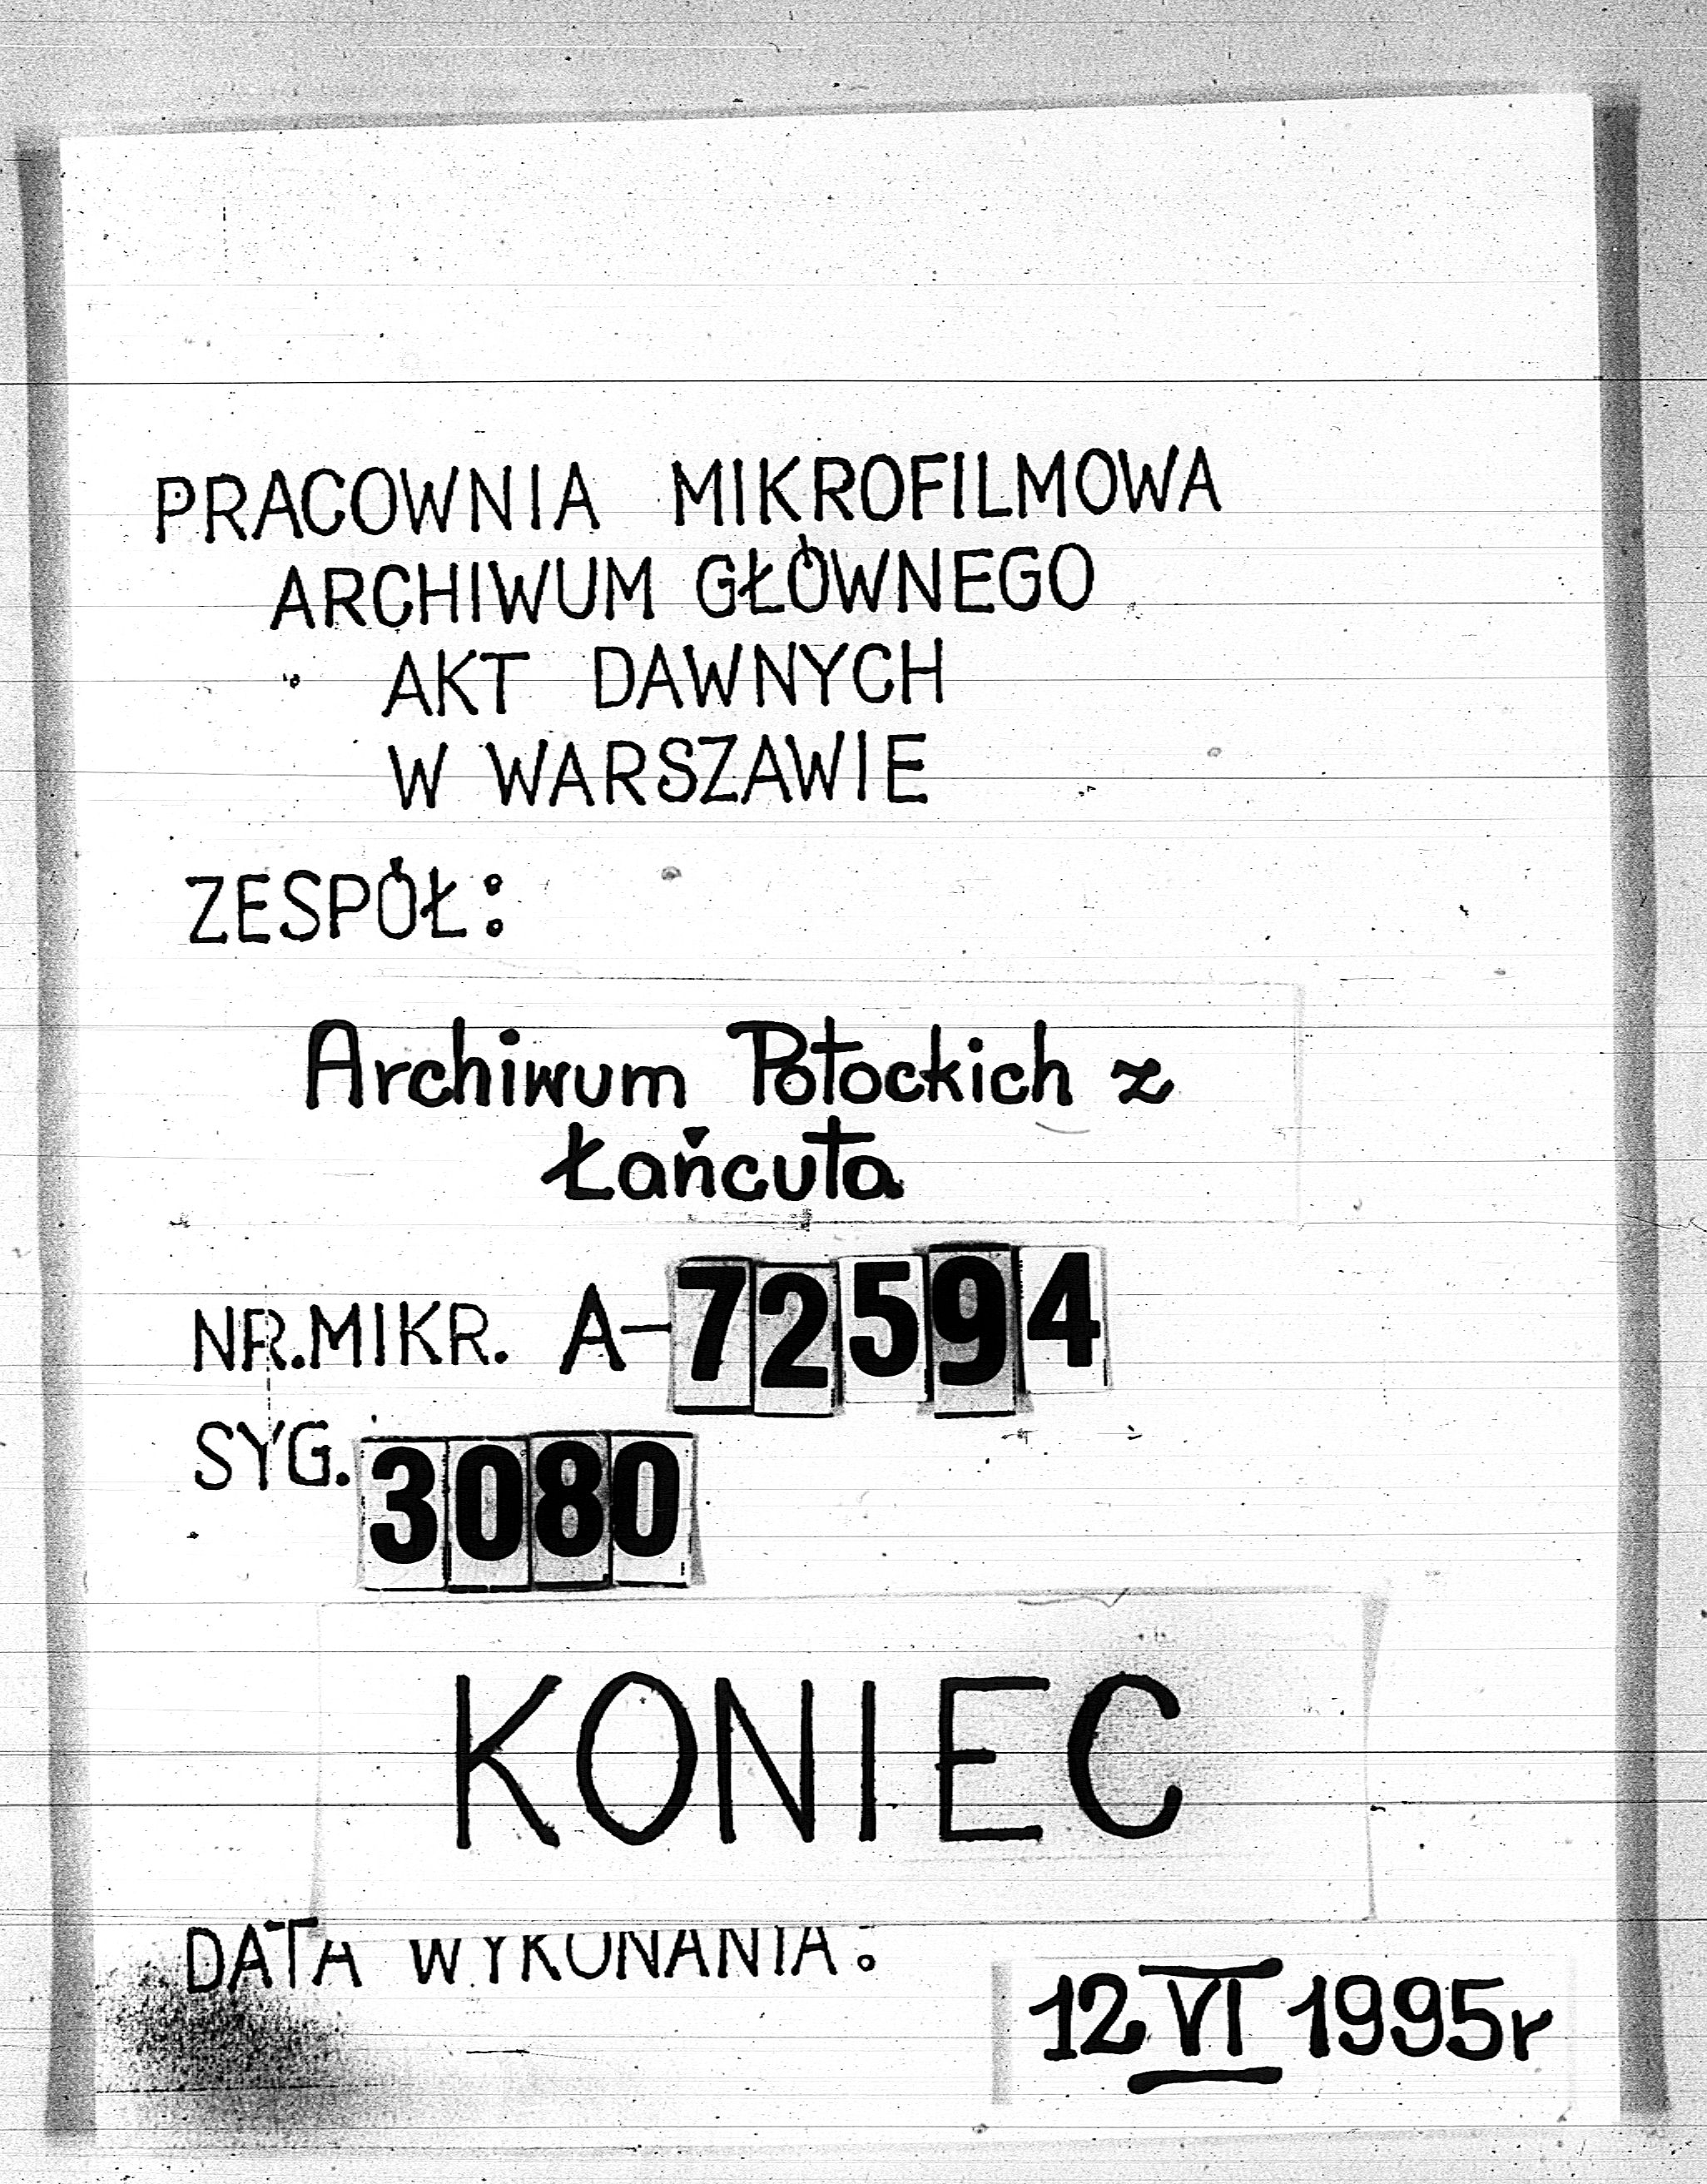 PRACOWNIA MIKROFILMOWA
ARCHIWUM GŁÓWNEGO
AKT DAWNYCH
W WARSZAWIE
ZESPÓŁ:
Archiwum Potockich z
Łańcuta
NR.MIKR. A-72594
SYG. 3080
KONIEC
DATA WYKONANIA:
12 VI 1995r